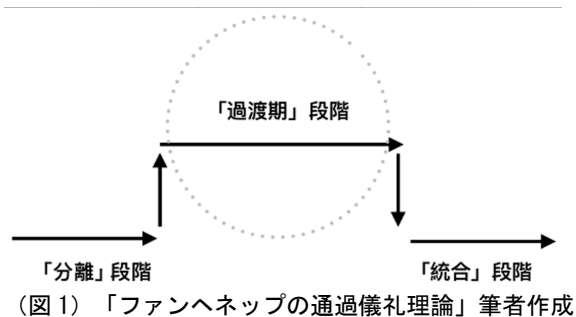 「過渡期」段階
「分離」段階
「統合」段階
（図1）「ファンヘネップの通過儀礼理論」筆者作成